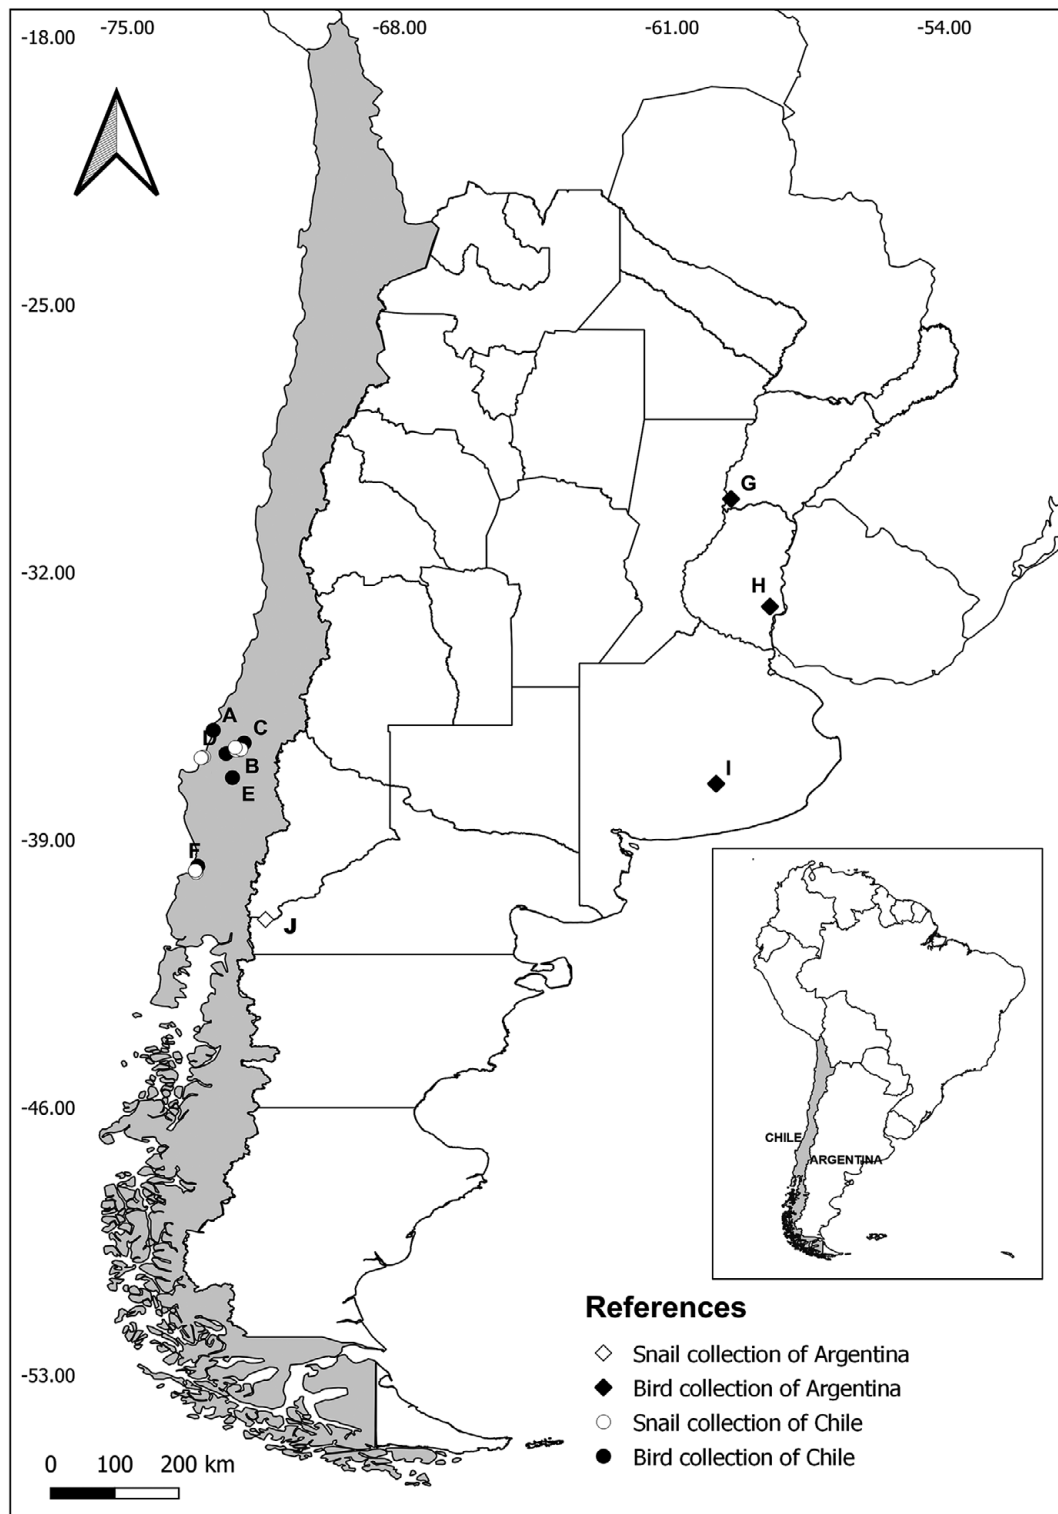 -75.00 -68.00 -61.00 -54.00
-18.00
-25.00
G
-32.00
H
A
D C
B
I
E
-39.00
F
J
-46.00
CHILE
ARGENTINA
References
Snail collection of Argentina
-53.00
Bird collection of Argentina
Snail collection of Chile
Bird collection of Chile
0 100 200 km